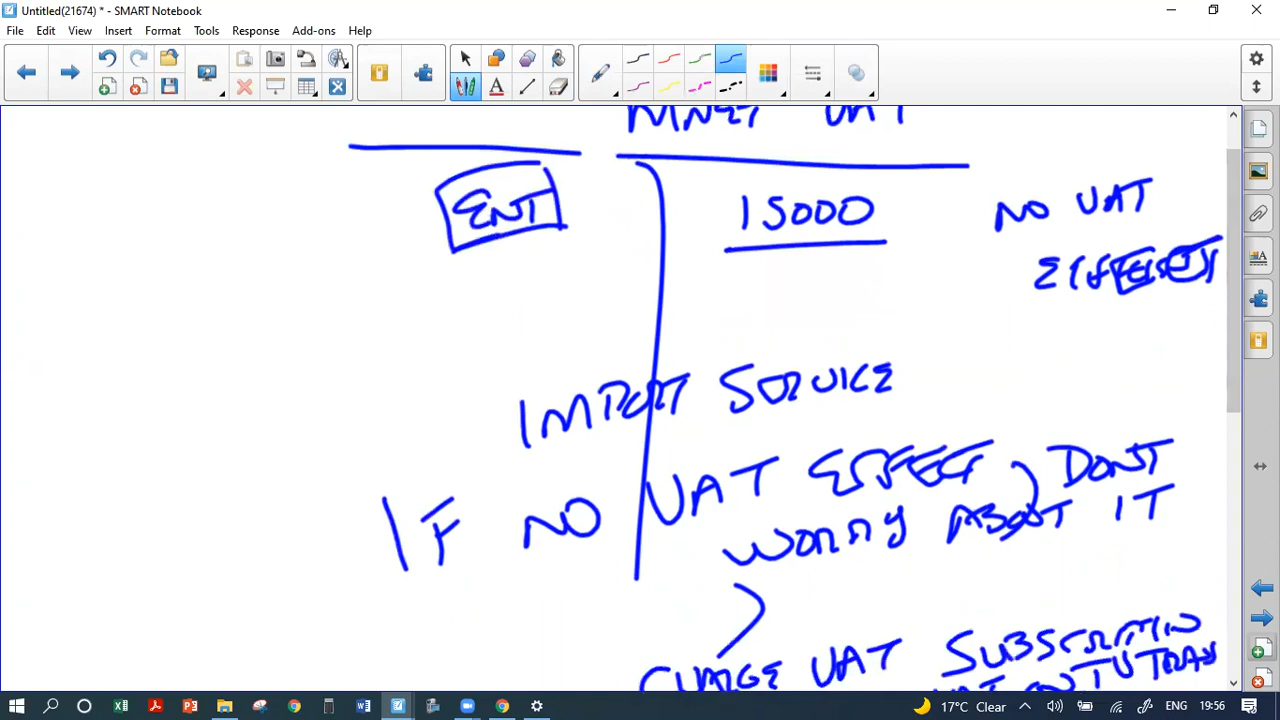 Untitled(21674) * - SMART Notebook
File Edit View Insert Format Tools Response Add-ons Help
VAT
ENT
15000
NO VAT
IMPORT SERVICE
IF NO VAT EFFECT, DONT
WORRY ABOUT IT
CHARGE VAT SUBSCRIPTION
17°C Clear
ENG
19:56